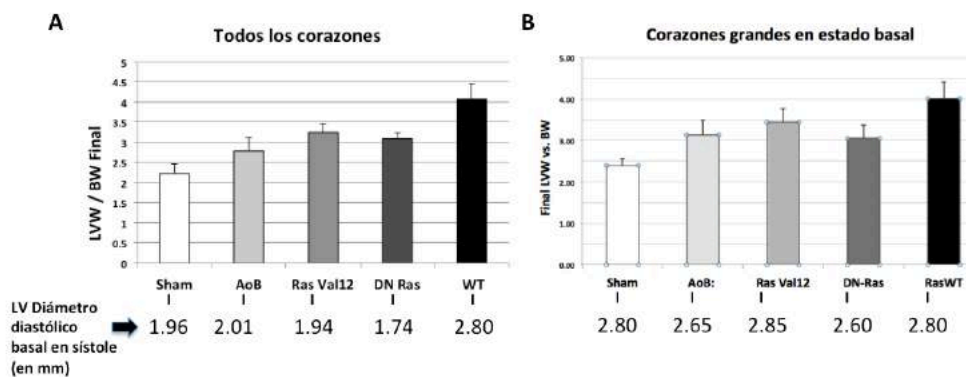 A
Todos los corazones
LVW / BW Final
5
4.5
4
3.5
3
2.5
2
1.5
1
0.5
0
Sham AoB Ras Val12 DN Ras WT
LV Diámetro
diastólico
basal en sístole
(en mm)
1.96 2.01 1.94 1.74 2.80
B
Corazones grandes en estado basal
Final LVW vs. BW
5.00
4.00
3.00
2.00
1.00
0.00
Sham AoB: Ras Val12 DN-Ras RasWT
2.80 2.65 2.85 2.60 2.80